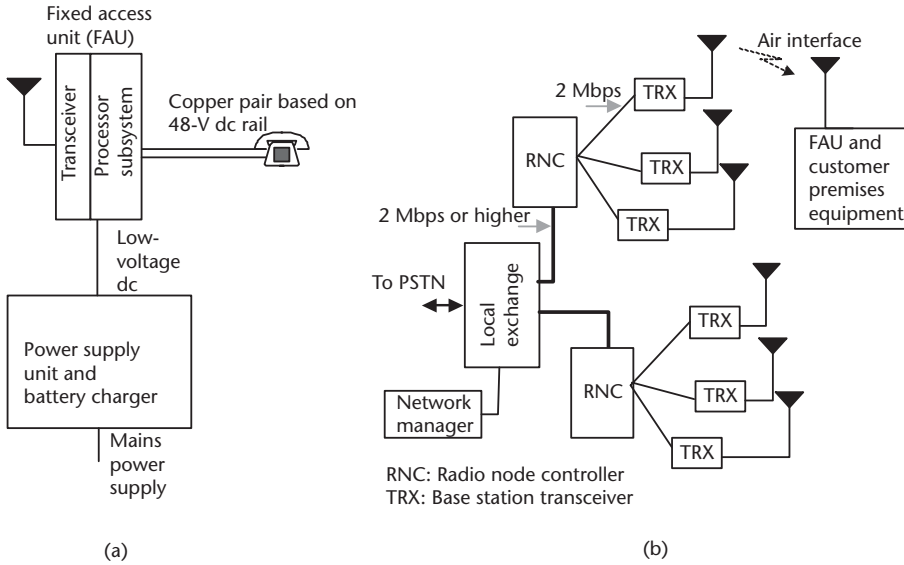 Fixed access
unit (FAU)
Transceiver
Processor
subsystem
Copper pair based on
48-V dc rail
Low-
voltage
dc
Power supply
unit and
battery charger
Mains
power
supply
(a)
Air interface
2 Mbps
TRX
RNC
TRX
TRX
FAU and
customer
premises
equipment
2 Mbps or higher
To PSTN
Local
exchange
TRX
RNC
TRX
TRX
Network
manager
RNC: Radio node controller
TRX: Base station transceiver
(b)